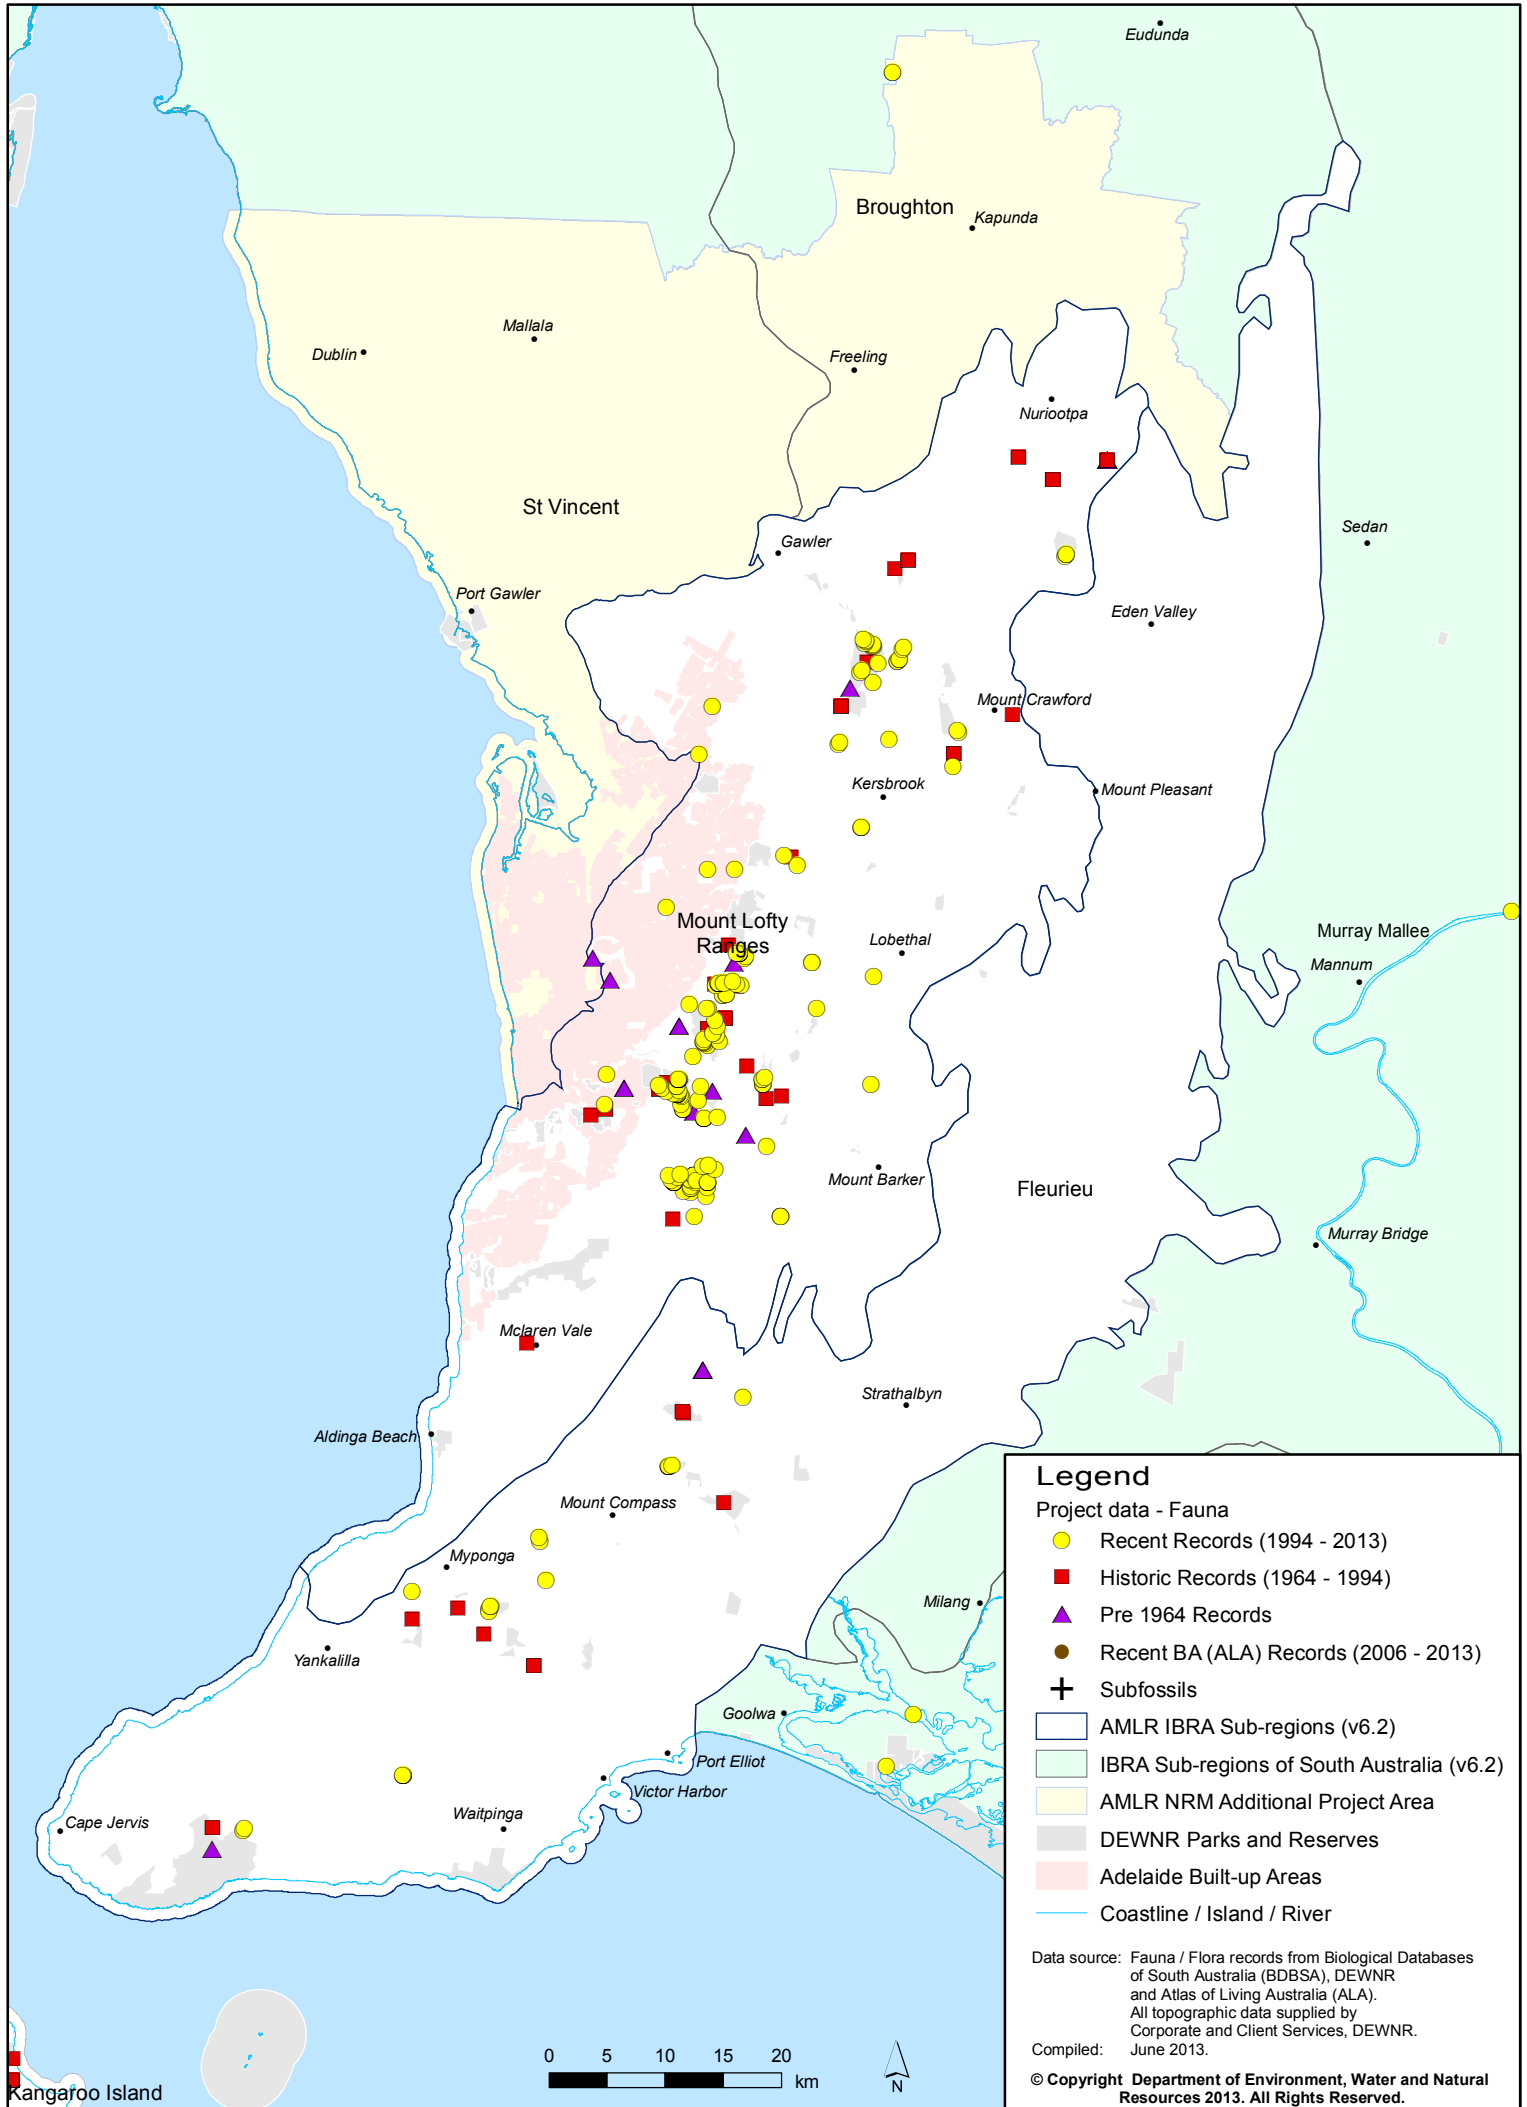 Eudunda
Broughton
Kapunda
Mallala
Dublin
Freeling
Nuriootpa
St Vincent
Sedan
Gawler
Port Gawler
Eden Valley
Mount Crawford
Kersbrook
Mount Pleasant
Mount Lofty
Ranges
Lobethal
Murray Mallee
Mannum
Mount Barker
Fleurieu
Murray Bridge
Mclaren Vale
Strathalbyn
Aldinga Beach
Mount Compass
Myponga
Milang
Yankalilla
Goolwa
Port Elliot
Victor Harbor
Waitpinga
Cape Jervis
Kangaroo Island
0 5 10 15 20
km
N
Legend
Project data - Fauna
Recent Records (1994 - 2013)
Historic Records (1964 - 1994)
Pre 1964 Records
Recent BA (ALA) Records (2006 - 2013)
Subfossils
AMLR IBRA Sub-regions (v6.2)
IBRA Sub-regions of South Australia (v6.2)
AMLR NRM Additional Project Area
DEWNR Parks and Reserves
Adelaide Built-up Areas
Coastline / Island / River
Data source: Fauna / Flora records from Biological Databases
of South Australia (BDBSA), DEWNR
and Atlas of Living Australia (ALA).
All topographic data supplied by
Corporate and Client Services, DEWNR.
Compiled: June 2013.
© Copyright Department of Environment, Water and Natural
Resources 2013. All Rights Reserved.